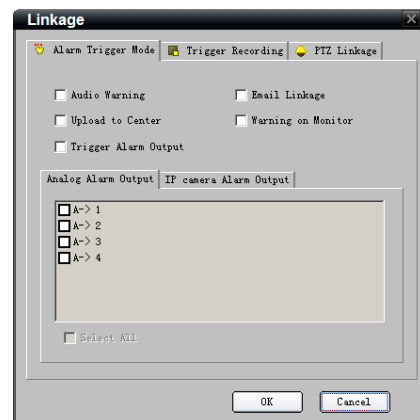 Linkage
Alarm Trigger Mode Trigger Recording PTZ Linkage
Audio Warning Email Linkage
Upload to Center Warning on Monitor
Trigger Alarm Output
Analog Alarm Output IP camera Alarm Output
A-> 1
A-> 2
A-> 3
A-> 4
Select All
OK Cancel